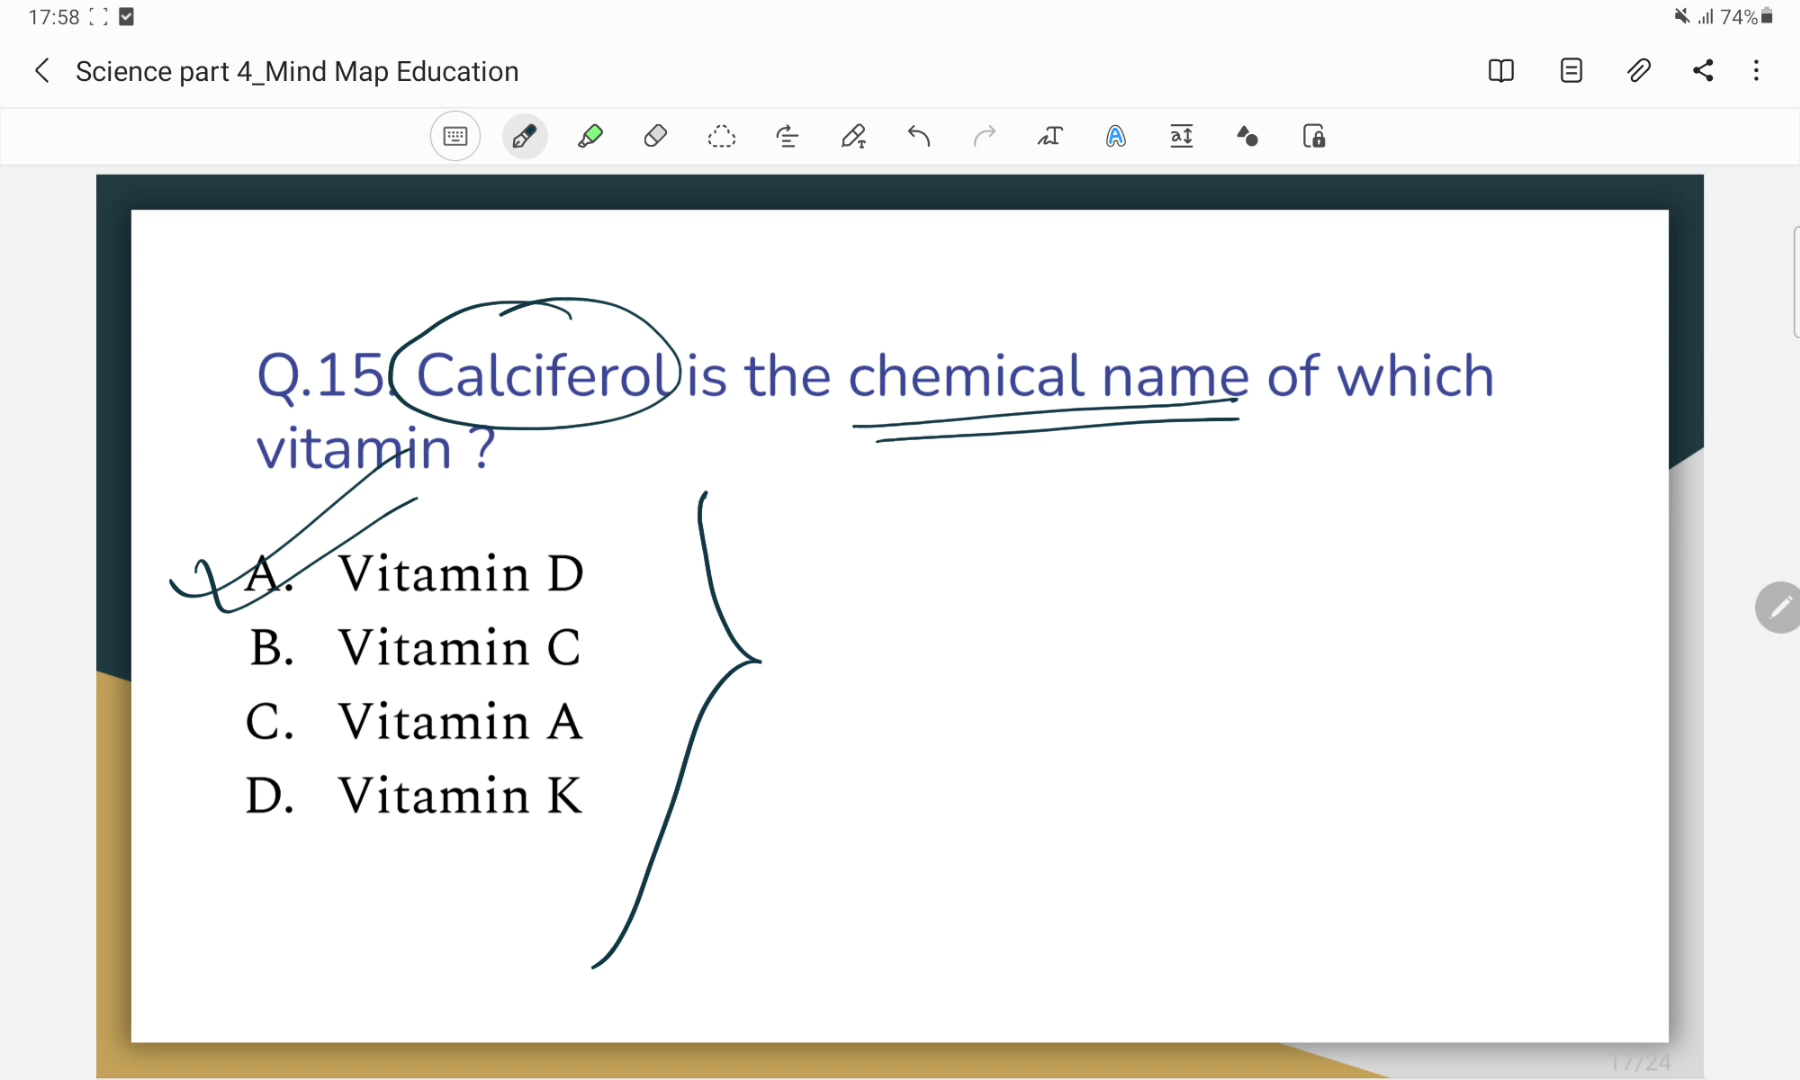 17:58 74%
Science part 4_Mind Map Education
Q.15. Calciferol is the chemical name of which
vitamin ?
A. Vitamin D
B. Vitamin C
C. Vitamin A
D. Vitamin K
17/24